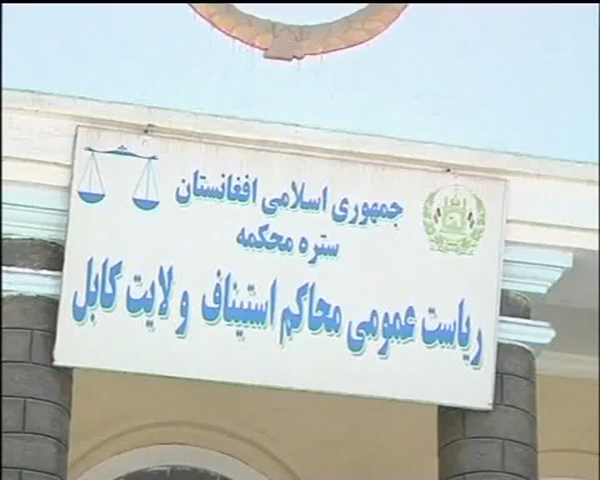 جمهوری اسلامی افغانستان
ستره محکمه
ریاست عمومی محاکم استیناف ولایت کابل